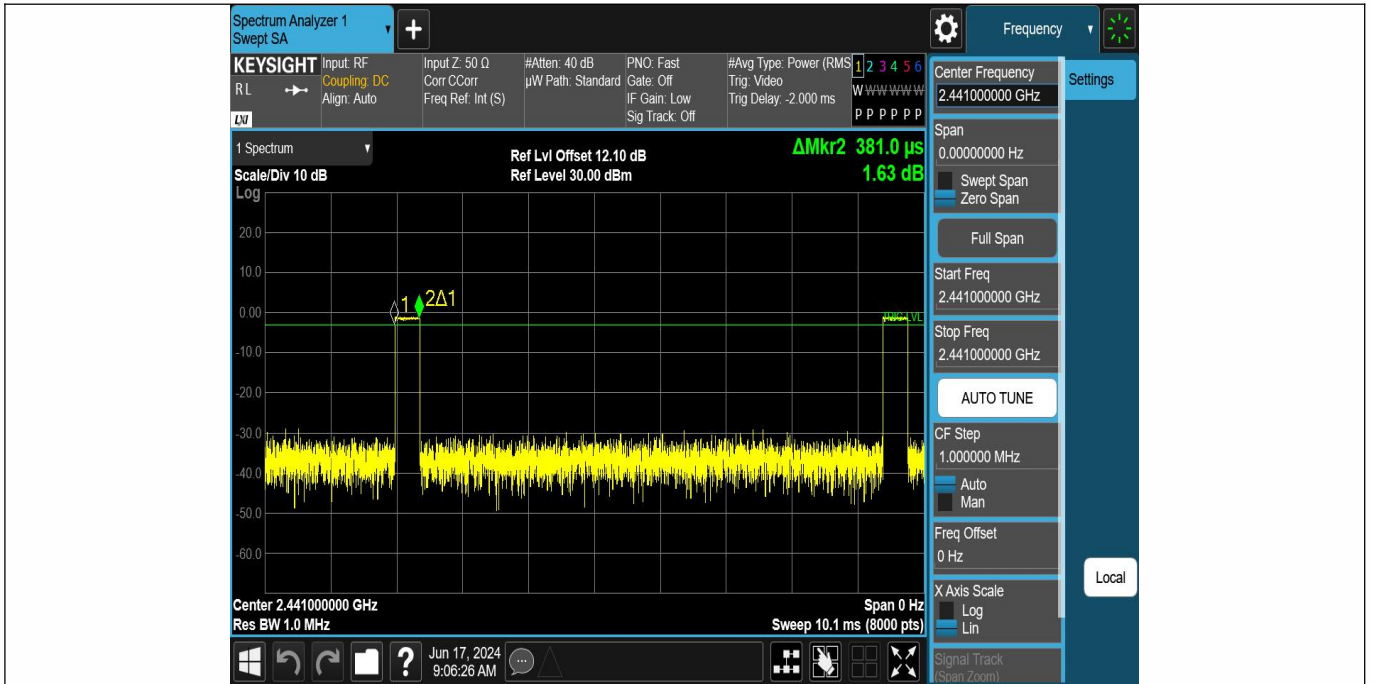 Spectrum Analyzer 1
Swept SA
+
Frequency
KEYSIGHT
RL
LXI
Input: RF
Coupling: DC
Align: Auto
Input Z: 50 Ω
Corr CCorr
Freq Ref: Int (S)
#Atten: 40 dB
µW Path: Standard
PNO: Fast
Gate: Off
IF Gain: Low
Sig Track: Off
#Avg Type: Power (RMS
Trig: Video
Trig Delay: -2.000 ms
1 2 3 4 5 6
W W W W W W
P P P P P P
Center Frequency
2.441000000 GHz
Settings
1 Spectrum
Scale/Div 10 dB
Ref Lvl Offset 12.10 dB
Ref Level 30.00 dBm
ΔMkr2 381.0 µs
1.63 dB
Log
20.0
10.0
0.00
-10.0
-20.0
-30.0
-40.0
-50.0
-60.0
1
2Δ1
TRIG LVL
Center 2.441000000 GHz
Res BW 1.0 MHz
Span 0 Hz
Sweep 10.1 ms (8000 pts)
Span
0.00000000 Hz
Swept Span
Zero Span
Full Span
Start Freq
2.441000000 GHz
Stop Freq
2.441000000 GHz
AUTO TUNE
CF Step
1.000000 MHz
Auto
Man
Freq Offset
0 Hz
X Axis Scale
Log
Lin
Signal Track
(Span Zoom)
Local
?
Jun 17, 2024
9:06:26 AM